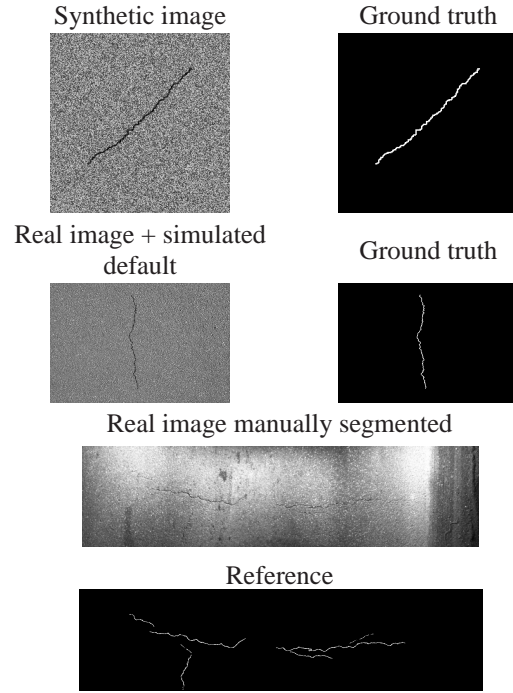 Synthetic image
Ground truth
Real image + simulated
default
Ground truth
Real image manually segmented
Reference